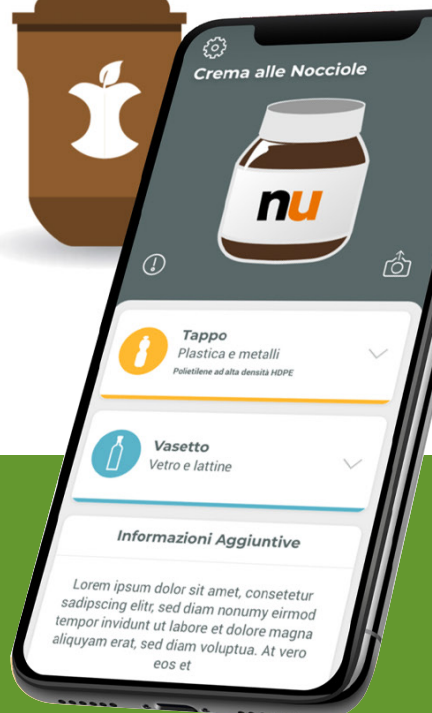 Crema alle Nocciole
nu
Tappo
Plastica e metalli
Polietilene ad alta densità HDPE
Vasetto
Vetro e lattine
Informazioni Aggiuntive
Lorem ipsum dolor sit amet, consetetur
sadipscing elitr, sed diam nonumy eirmod
tempor invidunt ut labore et dolore magna
aliquyam erat, sed diam voluptua. At vero
eos et